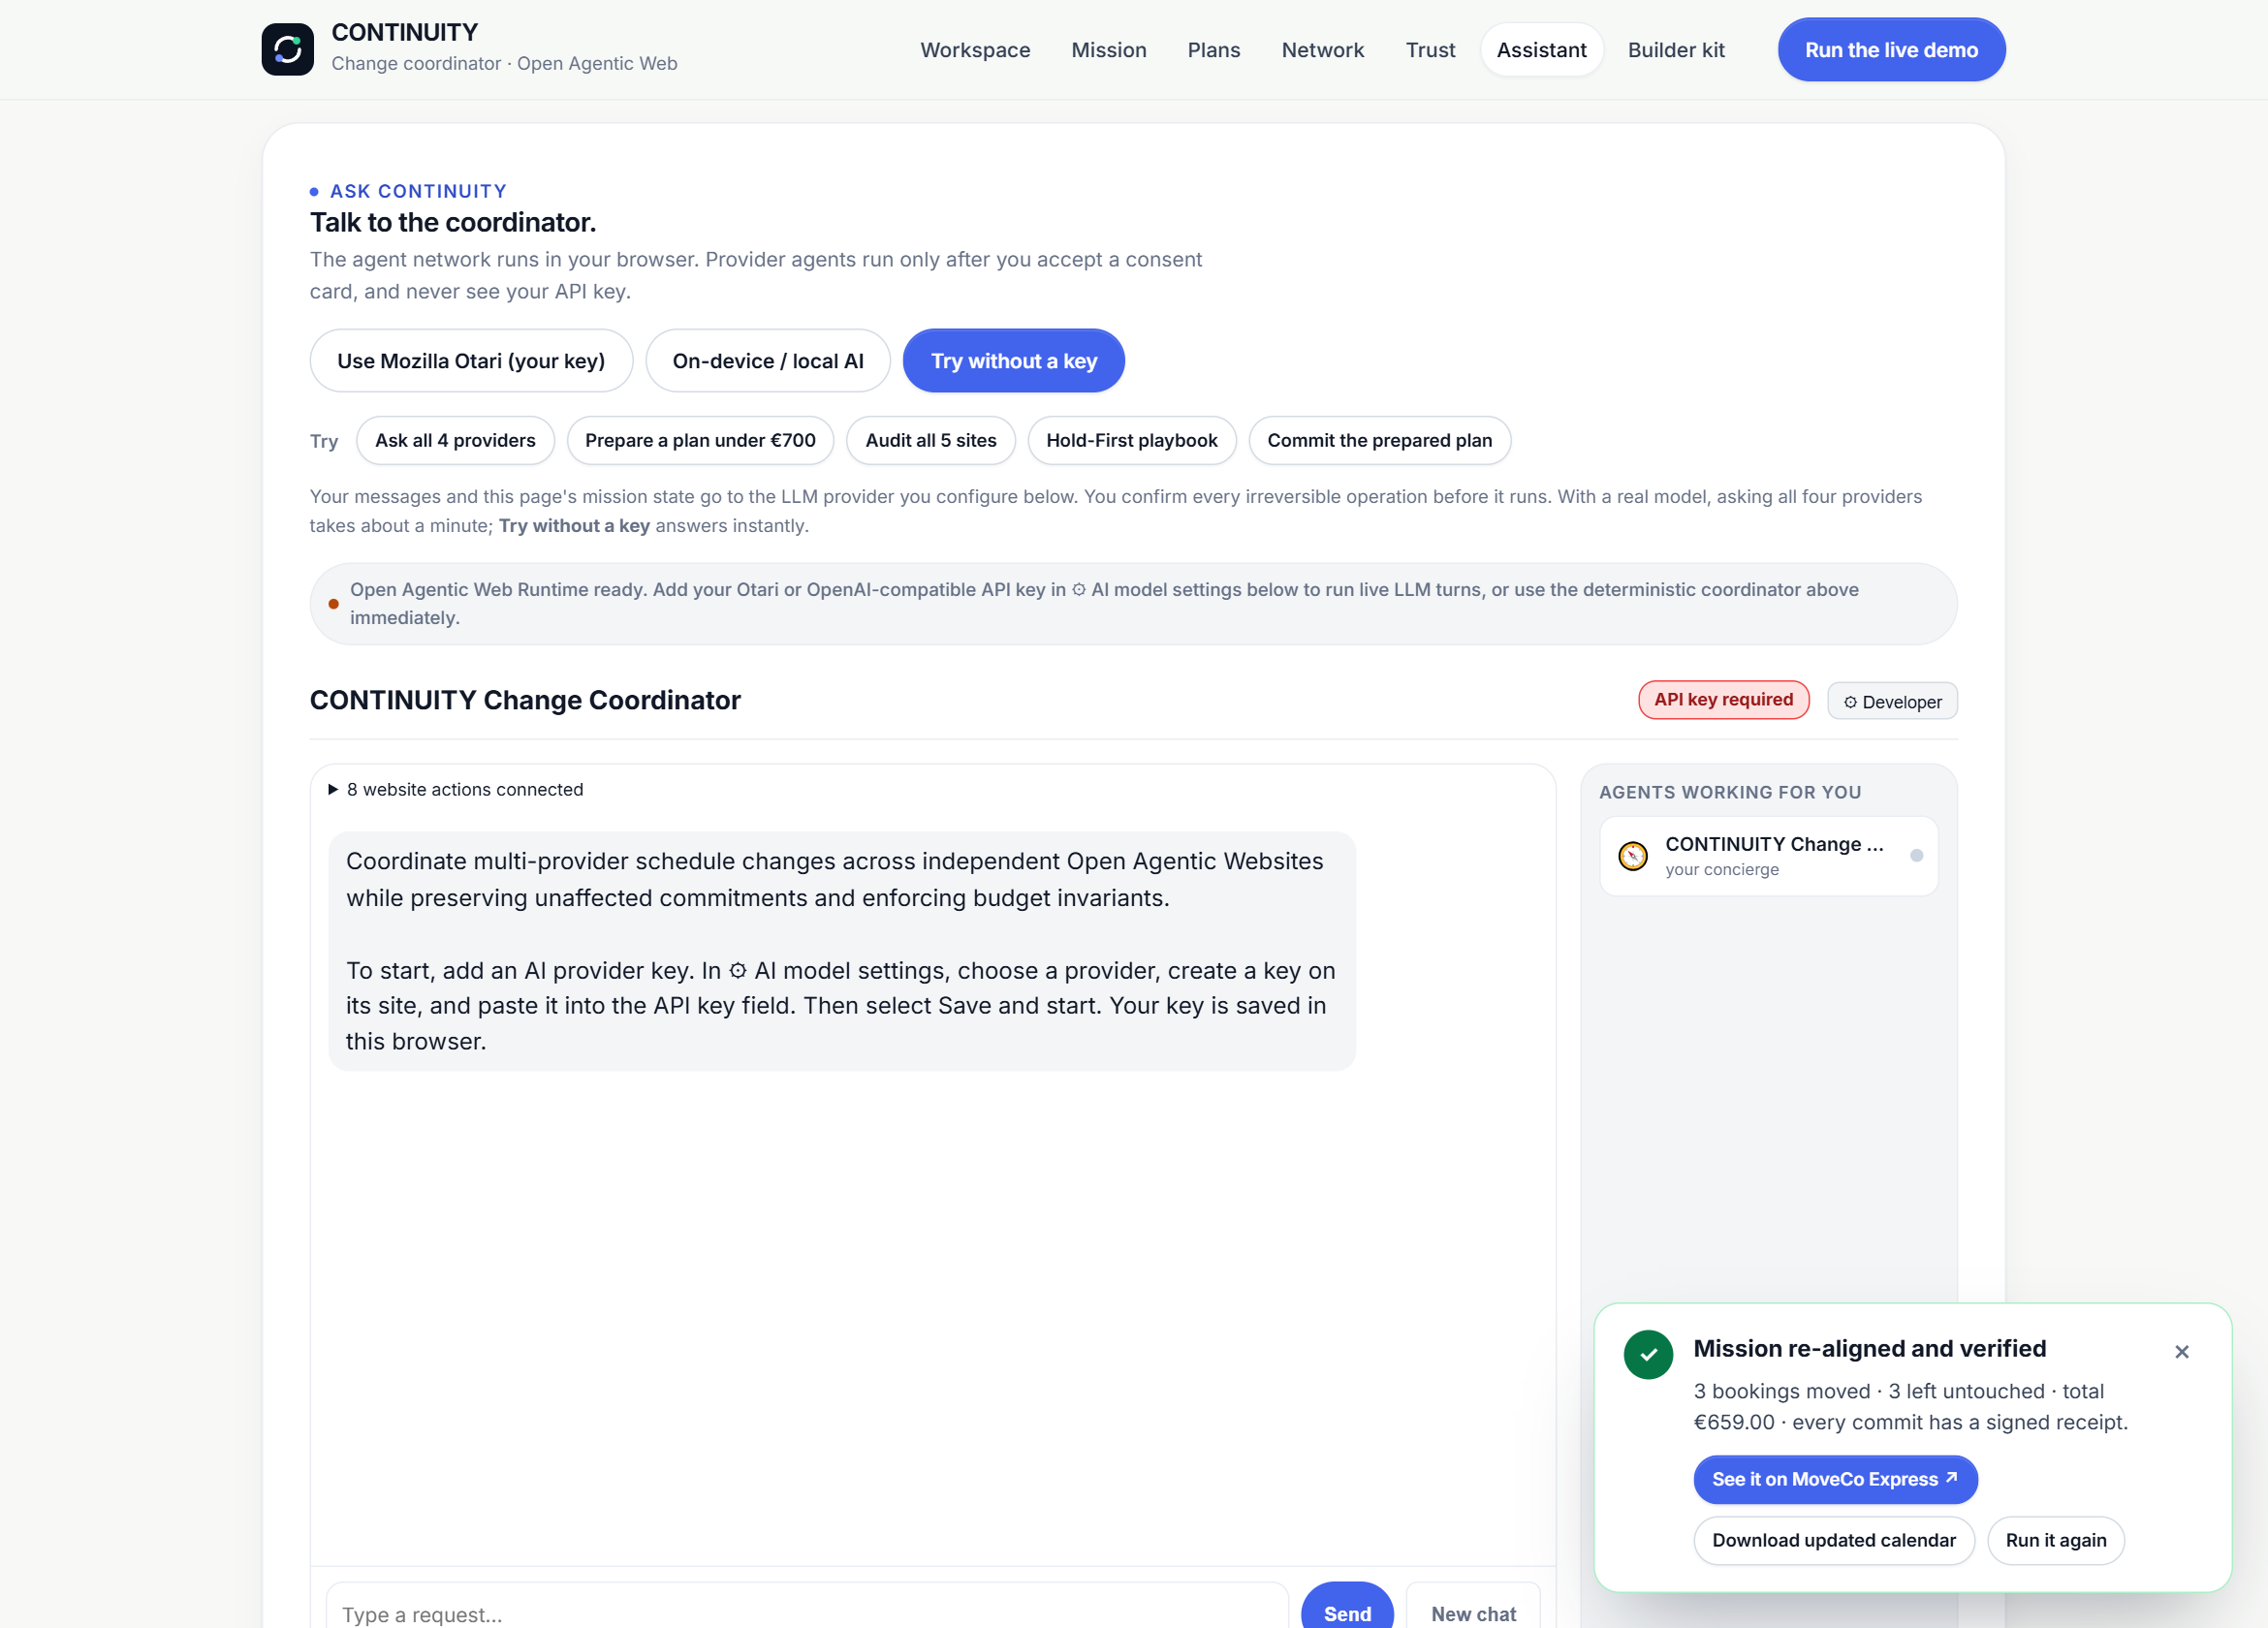 CONTINUITY
Change coordinator · Open Agentic Web
Workspace
Mission
Plans
Network
Trust
Assistant
Builder kit
Run the live demo
ASK CONTINUITY
Talk to the coordinator.
The agent network runs in your browser. Provider agents run only after you accept a consent
card, and never see your API key.
Use Mozilla Otari (your key)
On-device / local AI
Try without a key
Try
Ask all 4 providers
Prepare a plan under €700
Audit all 5 sites
Hold-First playbook
Commit the prepared plan
Your messages and this page's mission state go to the LLM provider you configure below. You confirm every irreversible operation before it runs. With a real model, asking all four providers
takes about a minute; Try without a key answers instantly.
Open Agentic Web Runtime ready. Add your Otari or OpenAI-compatible API key in ⚙ AI model settings below to run live LLM turns, or use the deterministic coordinator above
immediately.
CONTINUITY Change Coordinator
API key required
⚙ Developer
▶ 8 website actions connected
Coordinate multi-provider schedule changes across independent Open Agentic Websites
while preserving unaffected commitments and enforcing budget invariants.
To start, add an AI provider key. In ⚙ AI model settings, choose a provider, create a key on
its site, and paste it into the API key field. Then select Save and start. Your key is saved in
this browser.
AGENTS WORKING FOR YOU
CONTINUITY Change ...
your concierge
Mission re-aligned and verified
3 bookings moved · 3 left untouched · total
€659.00 · every commit has a signed receipt.
See it on MoveCo Express ↗
Download updated calendar
Run it again
Type a request...
Send
New chat